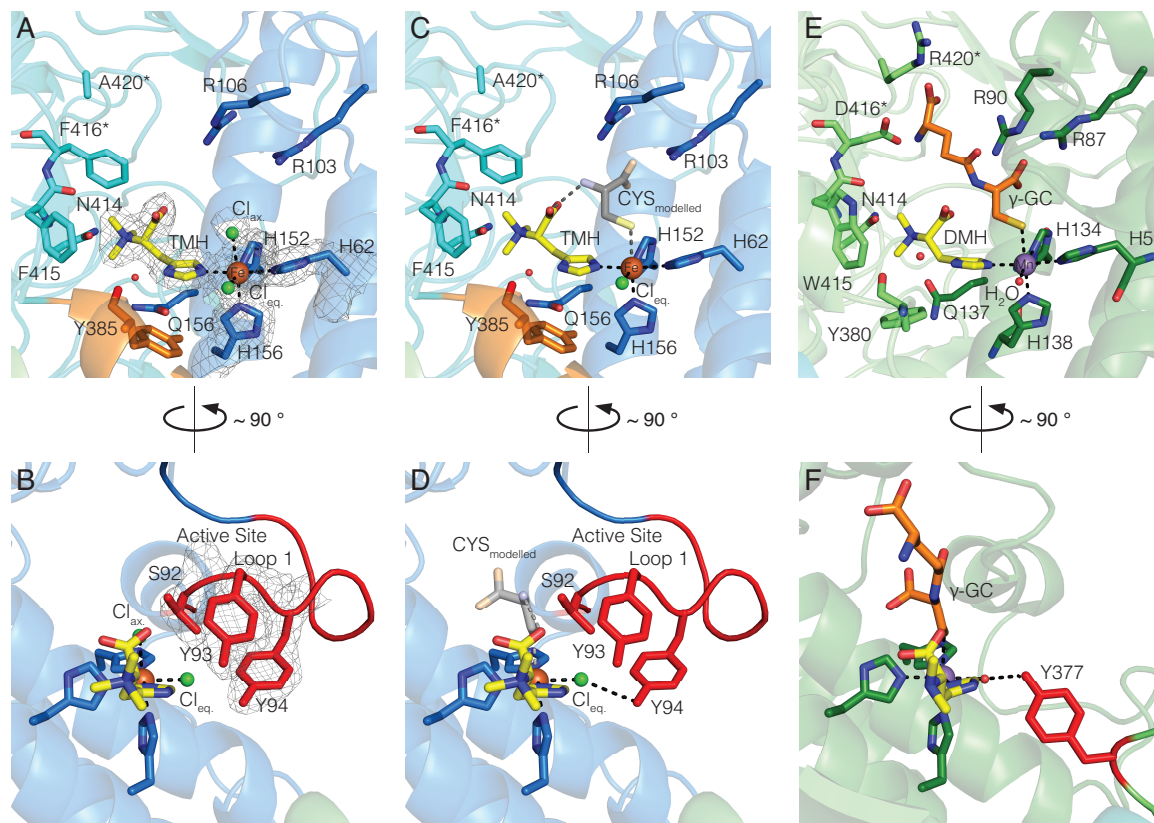 A
A420*
R106
F416*
R103
N414
Cl ax.
TMH
H152
H62
F415
Fe
Cl eq.
Y385
Q156
H156
C
A420*
R106
F416*
R103
N414
CYS modelled
TMH
H152
H62
F415
Fe
Cl eq.
Y385
Q156
H156
E
R420*
R90
D416*
R87
N414
γ-GC
DMH
H134
H5
Mn
W415
H2O
Y380
Q137
H138
~ 90 °
~ 90 °
~ 90 °
B
Active Site
Loop 1
S92
Cl ax.
Y93
Cl eq.
Y94
D
Active Site
Loop 1
CYS modelled
S92
Y93
Cl eq.
Y94
F
γ-GC
Y377